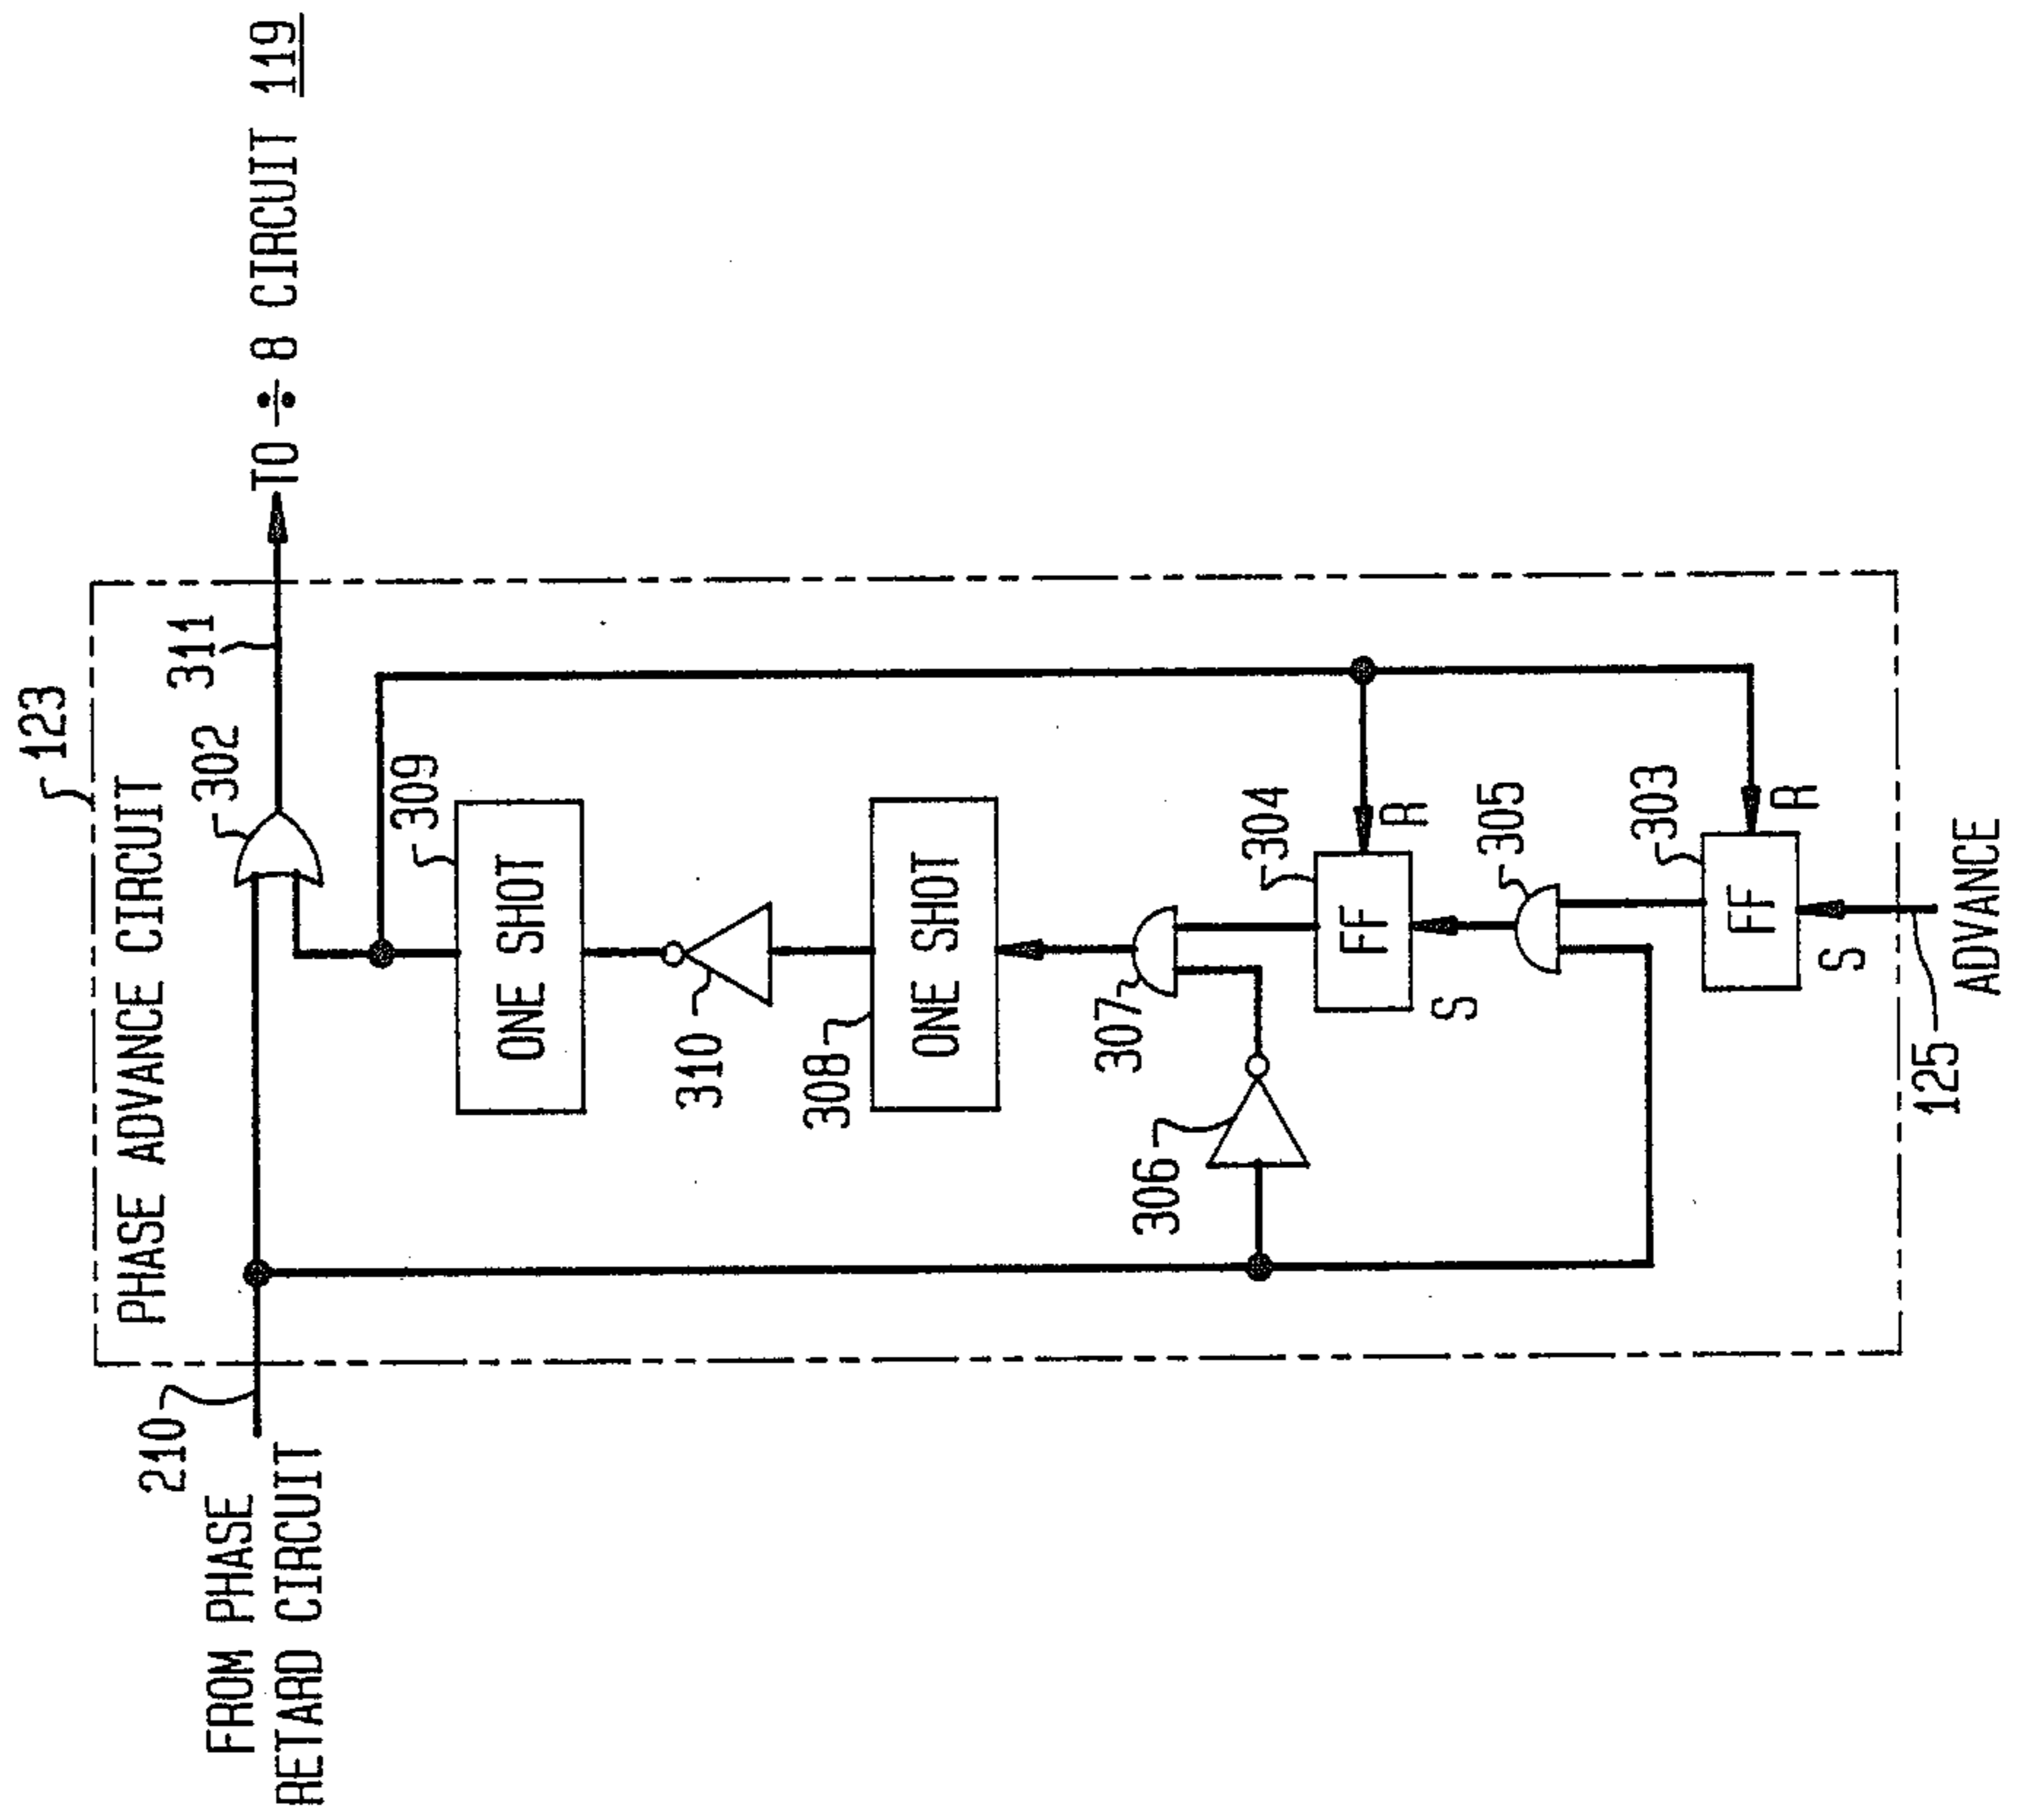 123
PHASE ADVANCE CIRCUIT
FROM PHASE
RETARD CIRCUIT
210
302
311
TO ÷ 8 CIRCUIT 119
309
ONE SHOT
310
308
ONE SHOT
307
306
304
FF
R
S
305
303
FF
R
S
125
ADVANCE